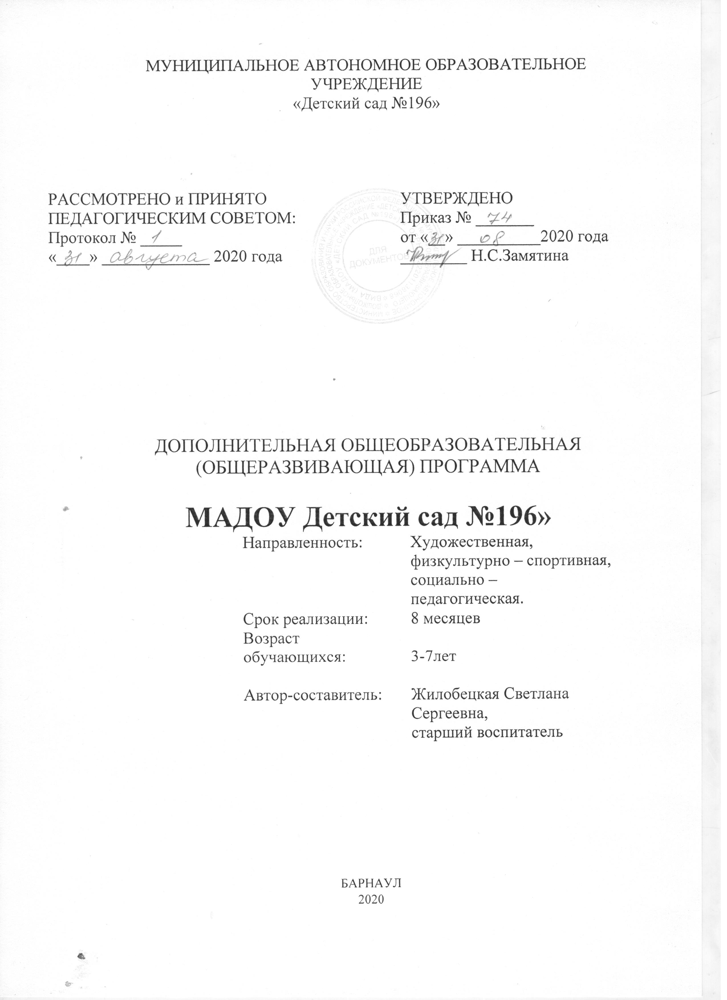 МУНИЦИПАЛЬНОЕ АВТОНОМНОЕ ОБРАЗОВАТЕЛЬНОЕ
УЧРЕЖДЕНИЕ
«Детский сад №196»
РАССМОТРЕНО и ПРИНЯТО
ПЕДАГОГИЧЕСКИМ СОВЕТОМ:
Протокол № 1
«31» августа 2020 года
УТВЕРЖДЕНО
Приказ № 74
от «31» 08 2020 года
Н.С.Замятина
ДЛЯ
ДОКУМЕНТОВ
ДОПОЛНИТЕЛЬНАЯ ОБЩЕОБРАЗОВАТЕЛЬНАЯ
(ОБЩЕРАЗВИВАЮЩАЯ) ПРОГРАММА
МАДОУ Детский сад №196»
Направленность: Художественная,
физкультурно – спортивная,
социально –
педагогическая.
Срок реализации: 8 месяцев
Возраст
обучающихся: 3-7лет
Автор-составитель: Жилобецкая Светлана
Сергеевна,
старший воспитатель
БАРНАУЛ
2020